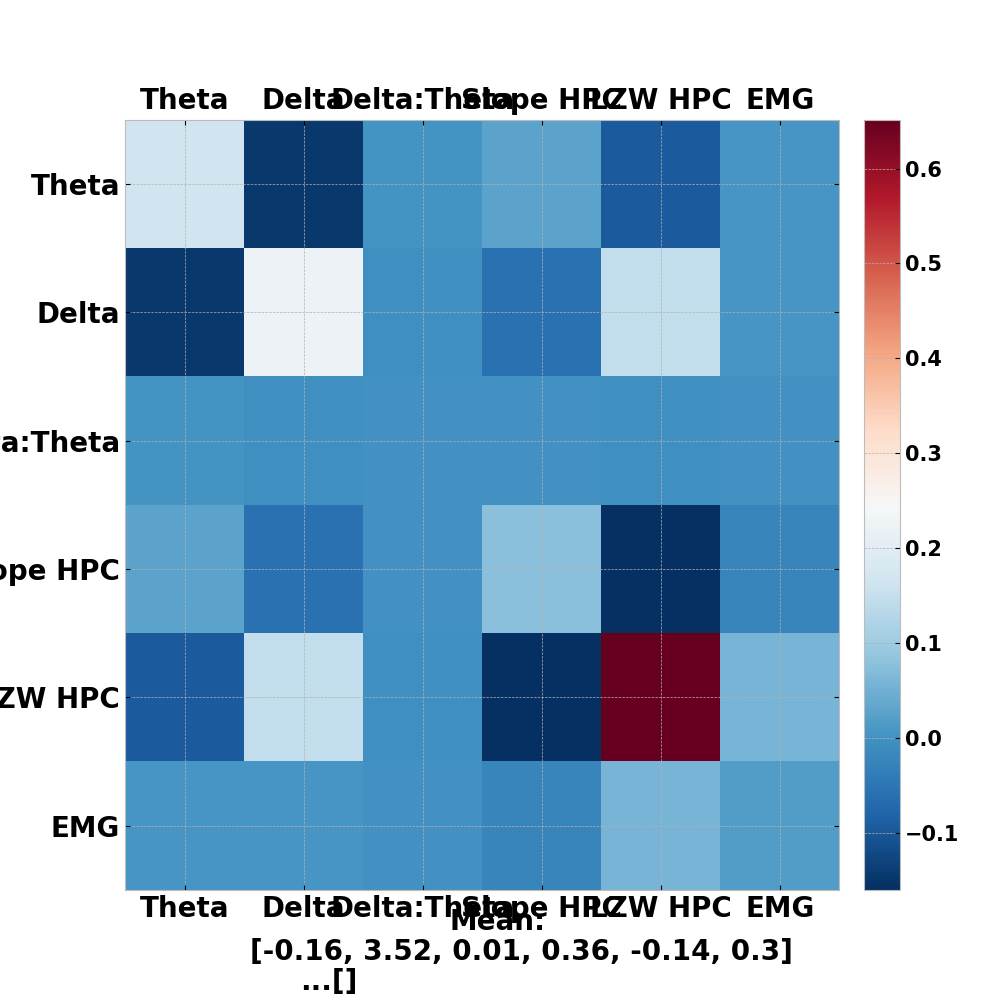 Theta Delta Delta:Theta Slope HPC LZW HPC EMG
Theta
Delta
a:Theta
ope HPC
ZW HPC
EMG
0.6
0.5
0.4
0.3
0.2
0.1
0.0
−0.1
Theta Delta Delta:Theta Slope HPC LZW HPC EMG
Mean:
[-0.16, 3.52, 0.01, 0.36, -0.14, 0.3]
...[]